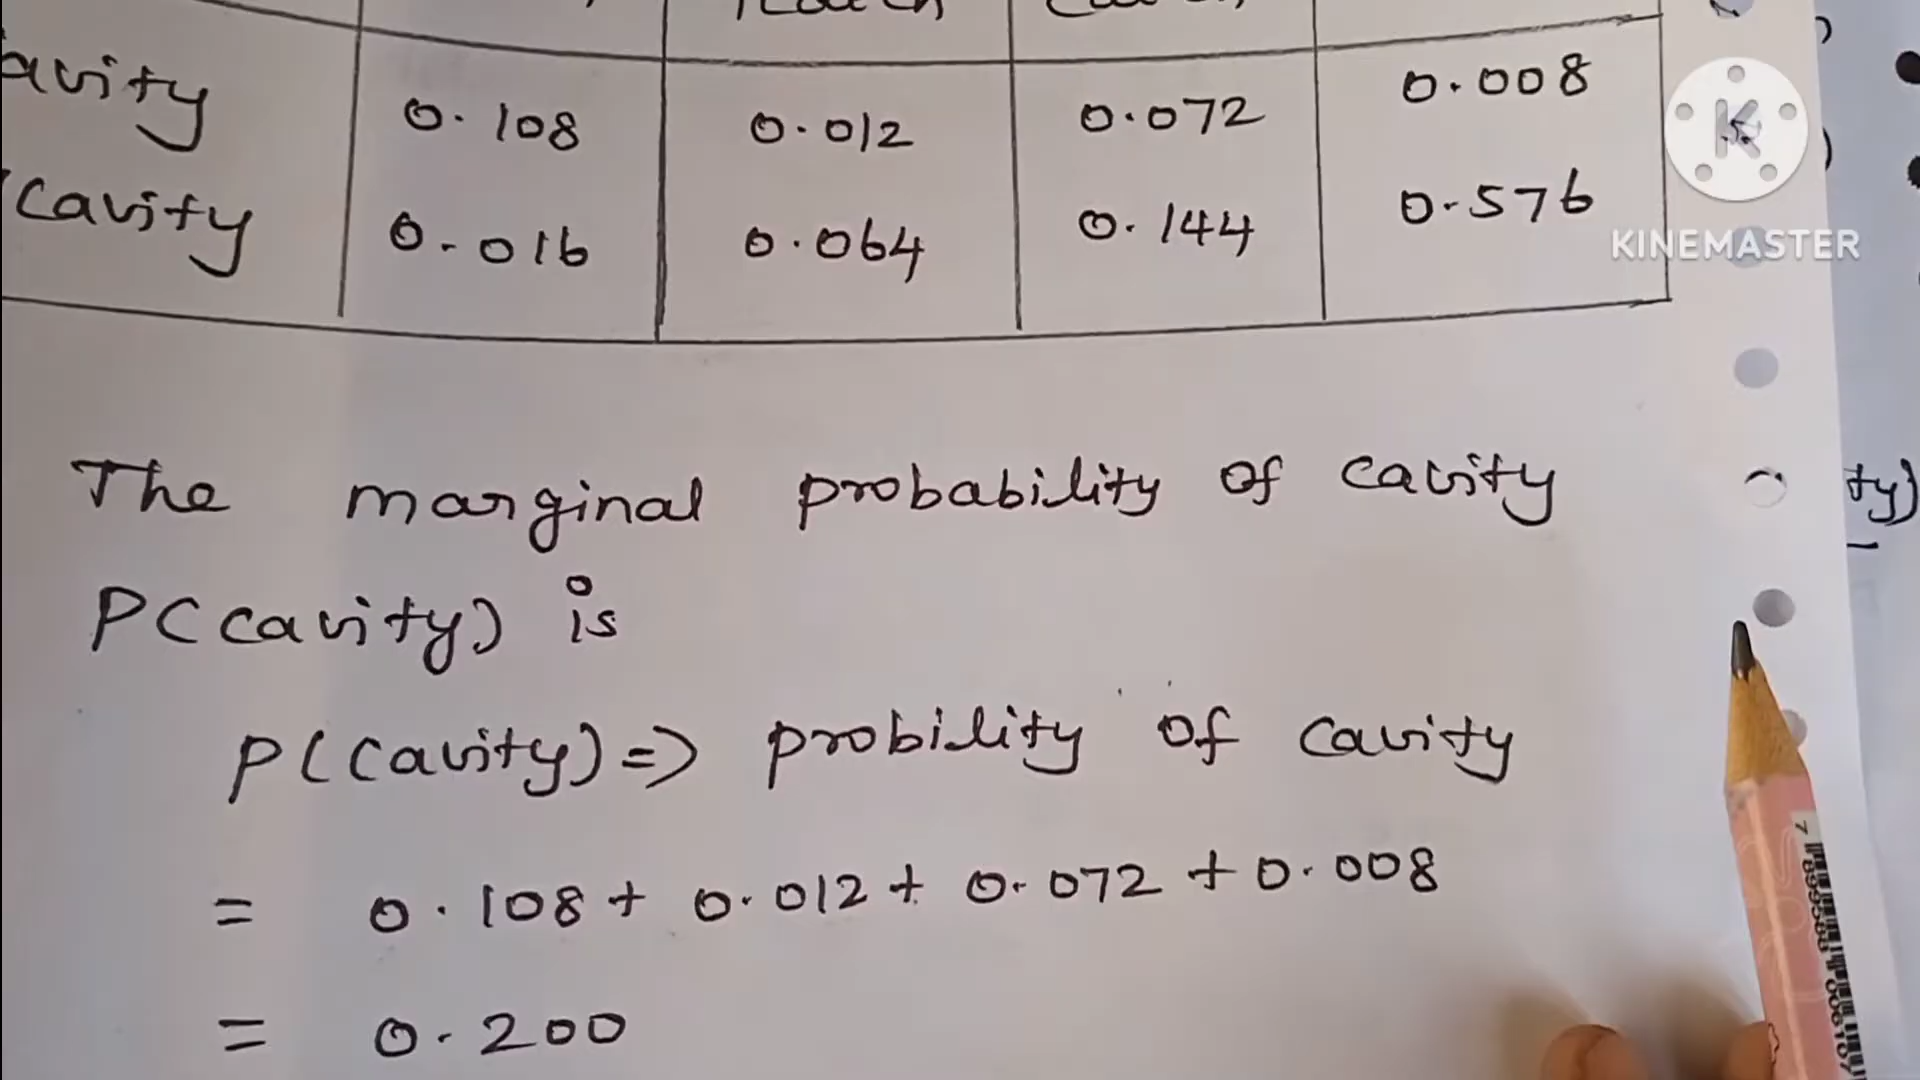 avity 0.108 0.012 0.072 0.008
Cavity 0.016 0.064 0.144 0.576
KINEMASTER
The marginal probability of cavity
P(cavity) is
P(cavity) => probility of cavity
= 0.108 + 0.012 + 0.072 + 0.008
= 0.200
ty)